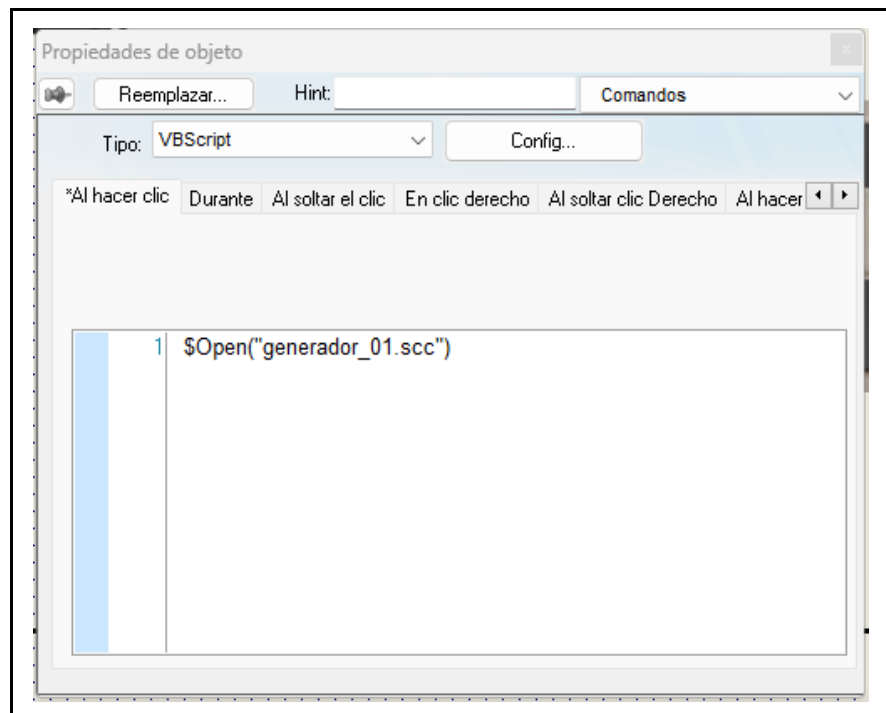 Propiedades de objeto x
Reemplazar... Hint: Comandos
Tipo: VBScript Config...
*Al hacer clic Durante Al soltar el clic En clic derecho Al soltar clic Derecho Al hacer
1 $Open("generador_01.scc")